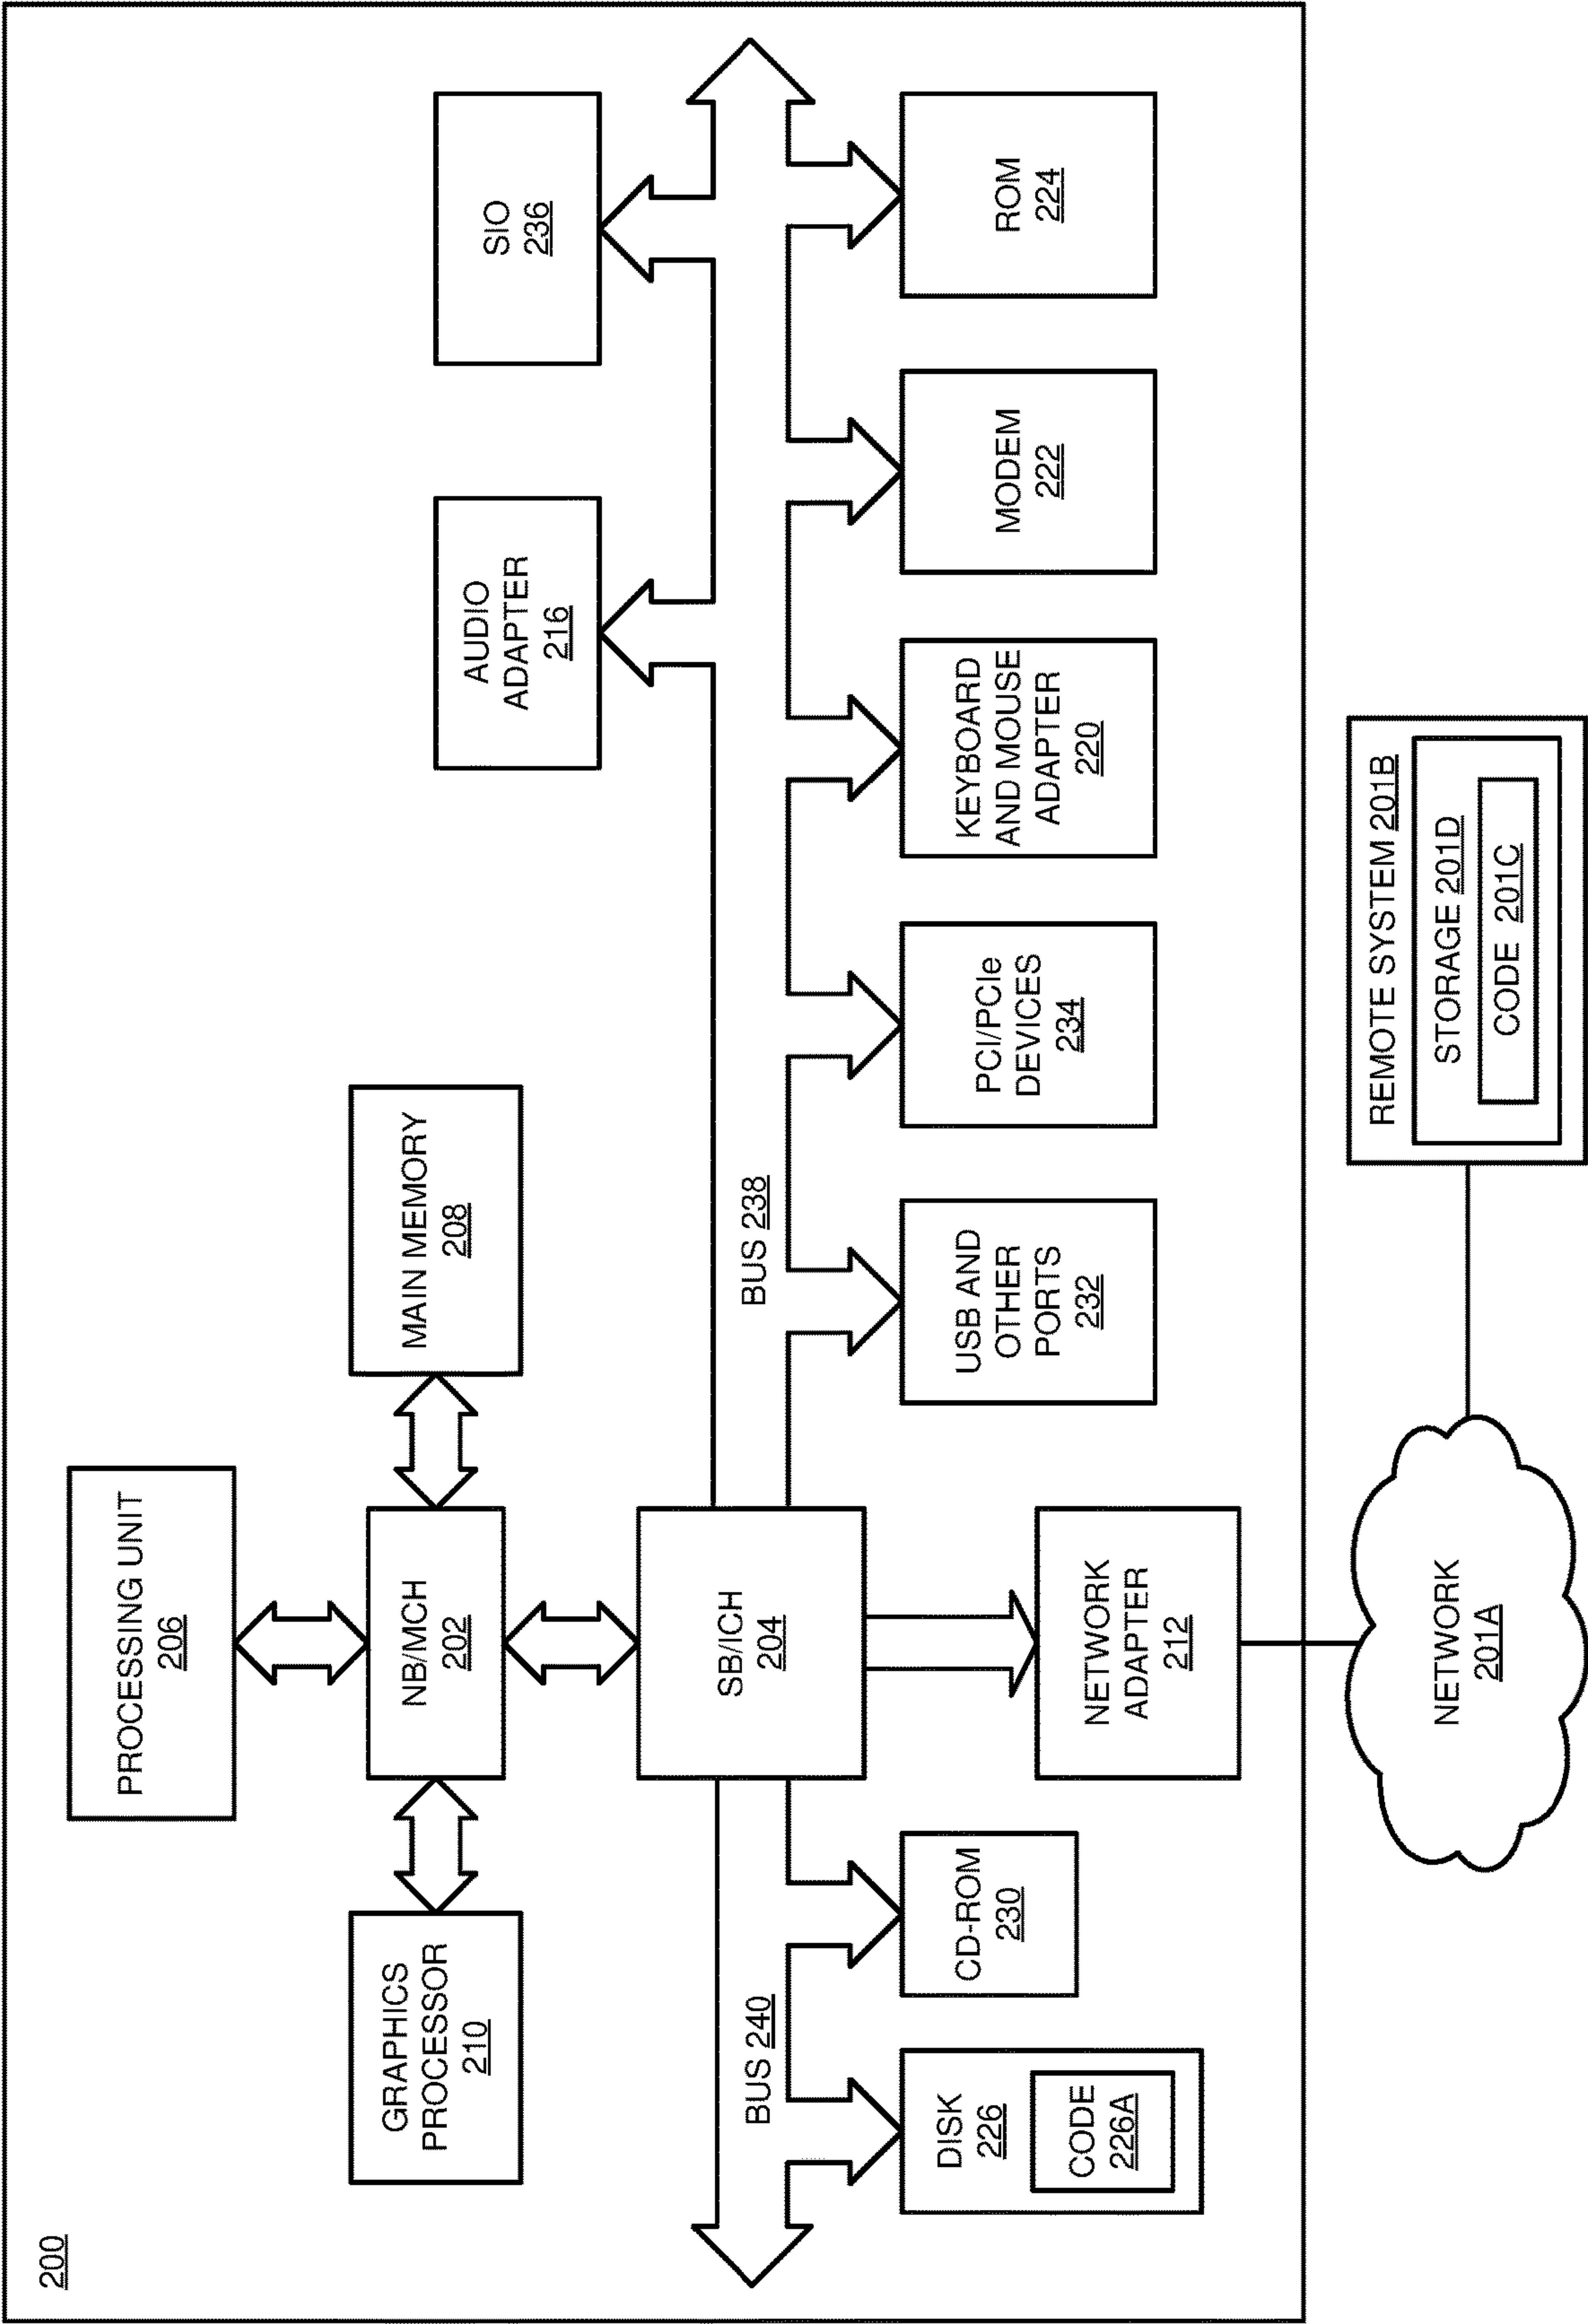 200
PROCESSING UNIT
206
GRAPHICS
PROCESSOR
210
NB/MCH
202
MAIN MEMORY
208
AUDIO
ADAPTER
216
SIO
236
SB/ICH
204
BUS 240
BUS 238
DISK
226
CODE
226A
CD-ROM
230
NETWORK
ADAPTER
212
USB AND
OTHER
PORTS
232
PCI/PCIe
DEVICES
234
KEYBOARD
AND MOUSE
ADAPTER
220
MODEM
222
ROM
224
NETWORK
201A
REMOTE SYSTEM 201B
STORAGE 201D
CODE 201C